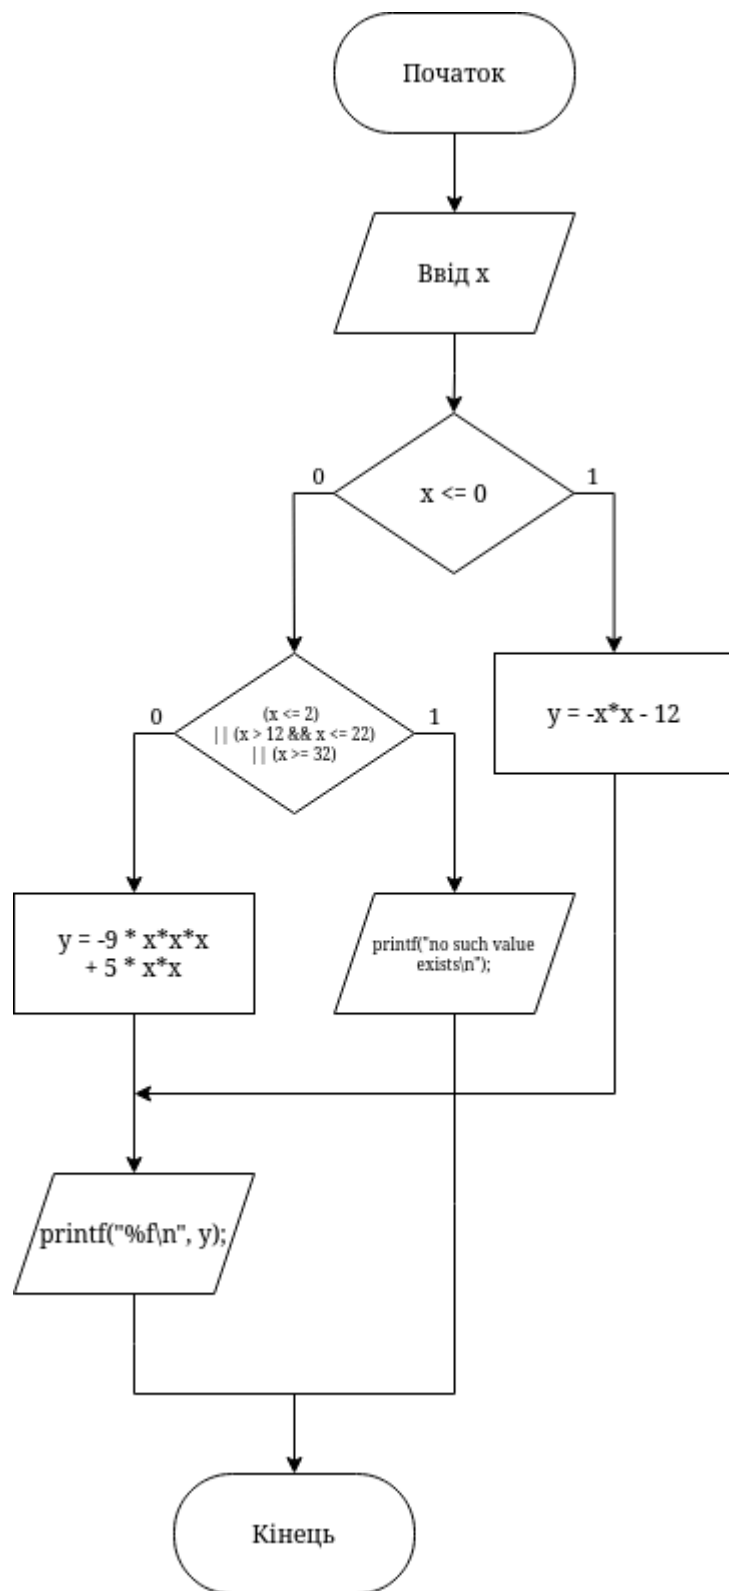 Початок
Ввід x
x <= 0
0
1
(x <= 2)
|| (x > 12 && x <= 22)
|| (x >= 32)
0
1
y = -x*x - 12
y = -9 * x*x*x
+ 5 * x*x
printf("no such value
exists\n");
printf("%f\n", y);
Кінець